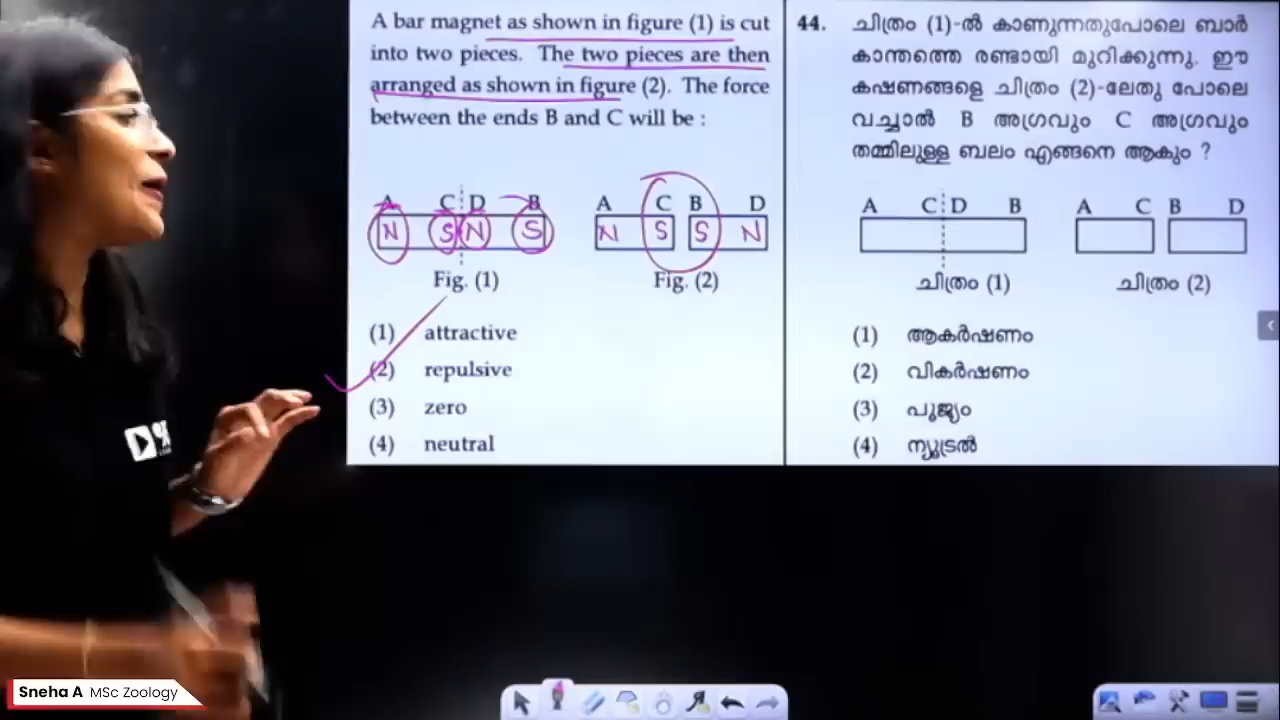 A bar magnet as shown in figure (1) is cut
into two pieces. The two pieces are then
arranged as shown in figure (2). The force
between the ends B and C will be :
A C D B
N S N S
Fig. (1)
A C B D
N S S N
Fig. (2)
(1) attractive
(2) repulsive
(3) zero
(4) neutral
44. ചിത്രം (1)-ൽ കാണുന്നതുപോലെ ബാർ
കാന്തത്തെ രണ്ടായി മുറിക്കുന്നു. ഈ
കഷണങ്ങളെ ചിത്രം (2)-ലേതു പോലെ
വച്ചാൽ B അഗ്രവും C അഗ്രവും
തമ്മിലുള്ള ബലം എങ്ങനെ ആകും ?
A C D B
ചിത്രം (1)
A C B D
ചിത്രം (2)
(1) ആകർഷണം
(2) വികർഷണം
(3) പൂജ്യം
(4) ന്യൂട്രൽ
Sneha A MSc Zoology